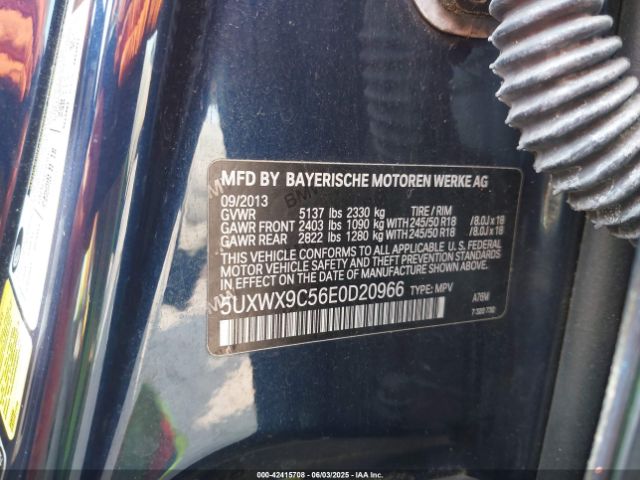 MFD BY BAYERISCHE MOTOREN WERKE AG
09/2013
GVWR 5137 lbs 2330 kg TIRE / RIM
GAWR FRONT 2403 lbs 1090 kg WITH 245/50 R18 /8.0J x 18
GAWR REAR 2822 lbs 1280 kg WITH 245/50 R18 /8.0J x 18
THIS VEHICLE CONFORMS TO ALL APPLICABLE U.S. FEDERAL
MOTOR VEHICLE SAFETY AND THEFT PREVENTION STANDARDS
IN EFFECT ON THE DATE OF MANUFACTURE SHOWN ABOVE.
5UXWX9C56E0D20966 TYPE: MPV
000-42415708 - 06/03/2025 - IAA Inc. - Copart